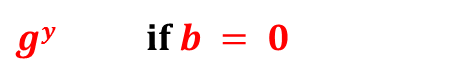 g^y if b = 0